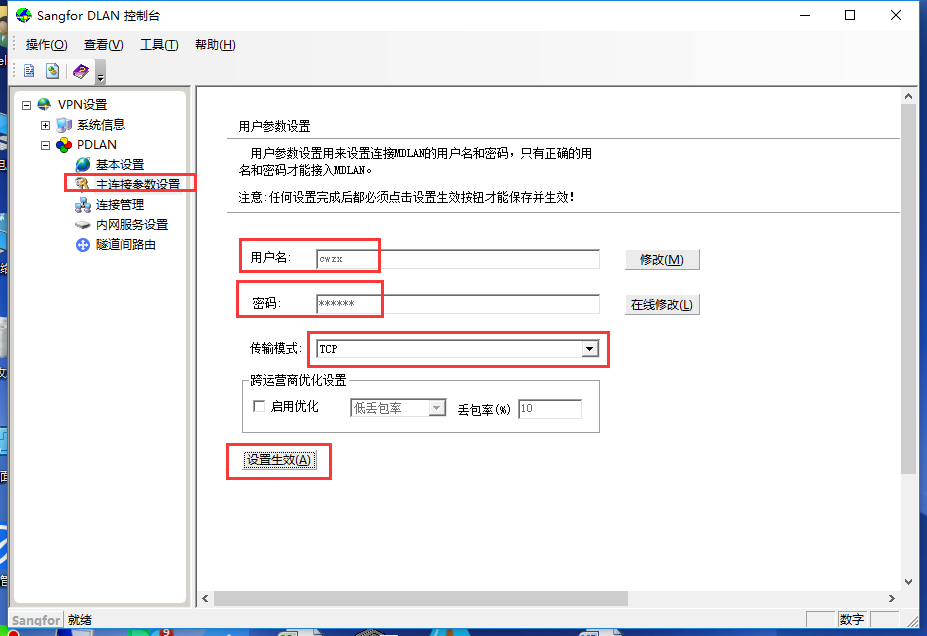 Sangfor DLAN 控制台
操作(O) 查看(V) 工具(T) 帮助(H)
VPN设置
系统信息
PDLAN
基本设置
主连接参数设置
连接管理
内网服务设置
隧道间路由
用户参数设置
用户参数设置用来设置连接MDLAN的用户名和密码，只有正确的用
名和密码才能接入MDLAN。
注意:任何设置完成后都必须点击设置生效按钮才能保存并生效!
用户名: cwzx 修改(M)
密码: ****** 在线修改(L)
传输模式: TCP
跨运营商优化设置
启用优化 低丢包率 丢包率(%) 10
设置生效(A)
Sangfor 就绪 数字
9